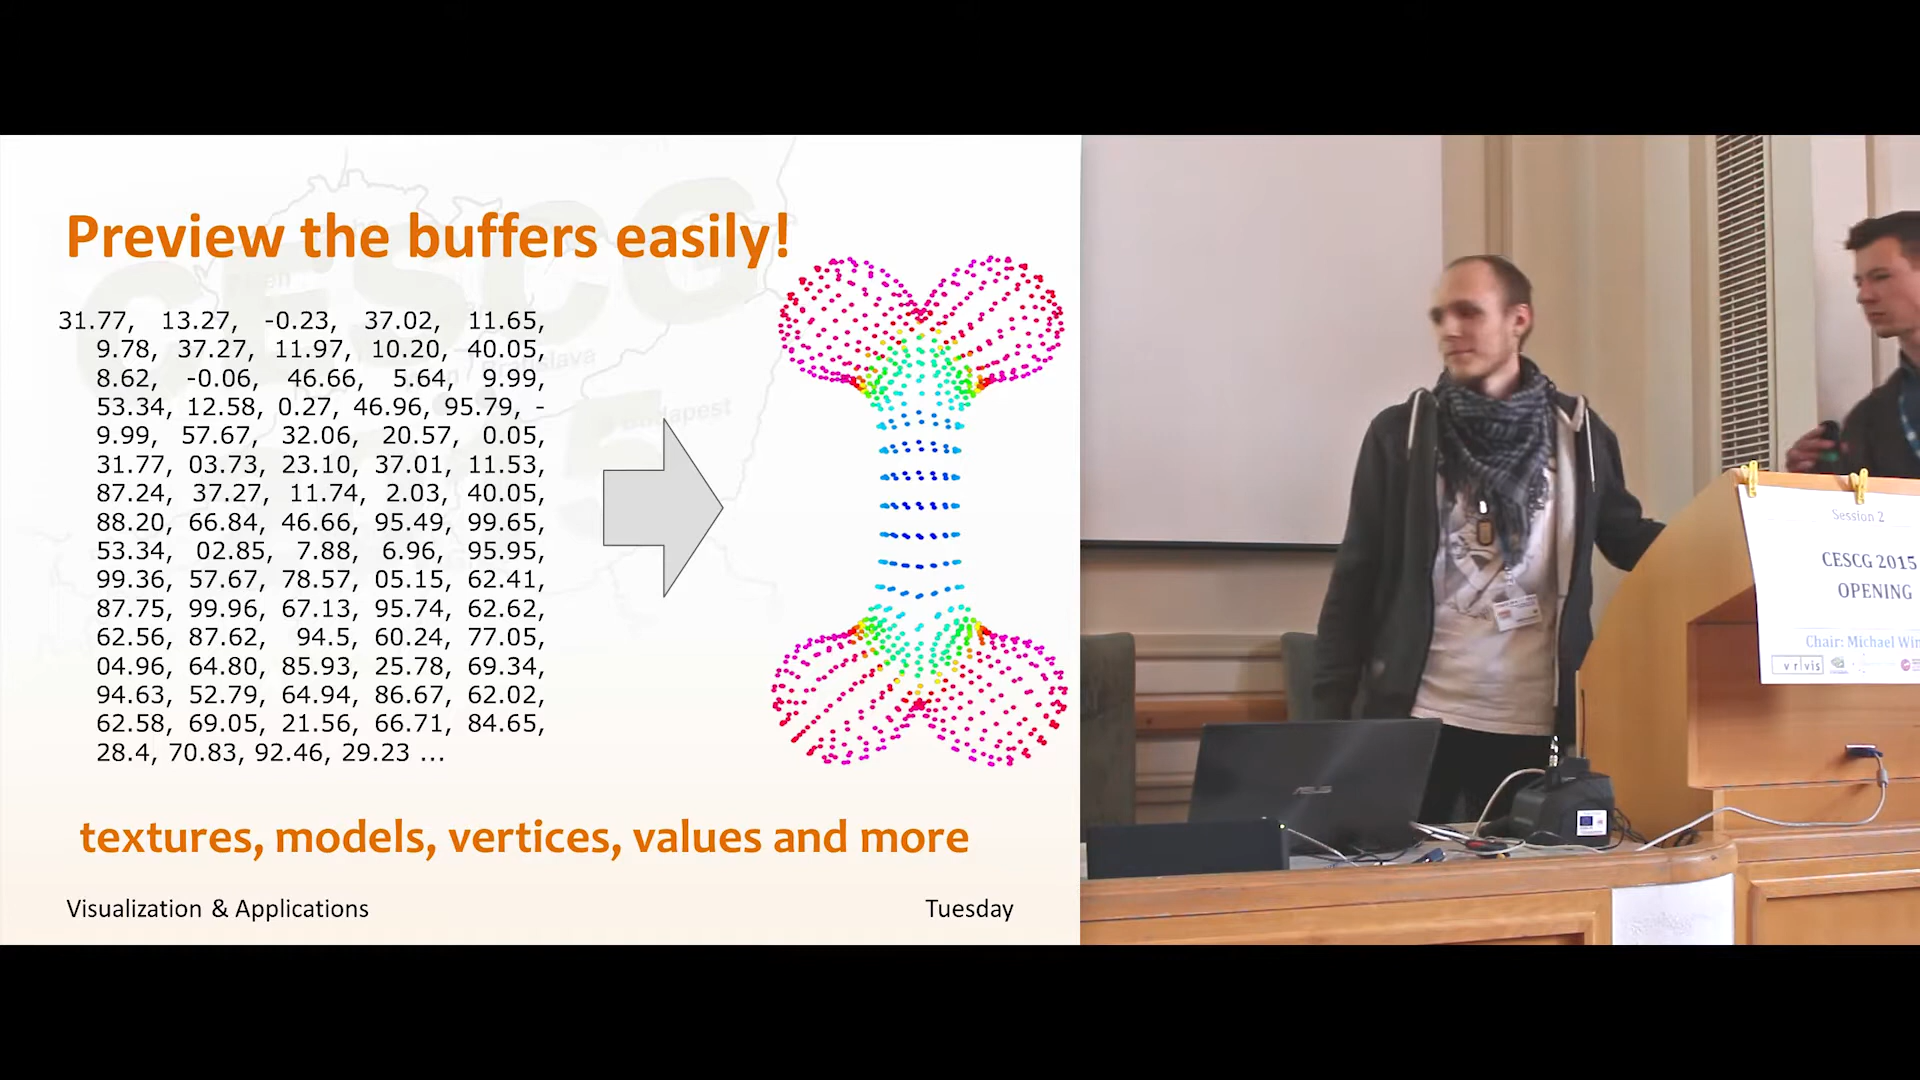 Preview the buffers easily!
31.77, 13.27, -0.23, 37.02, 11.65,
9.78, 37.27, 11.97, 10.20, 40.05,
8.62, -0.06, 46.66, 5.64, 9.99,
53.34, 12.58, 0.27, 46.96, 95.79, -
9.99, 57.67, 32.06, 20.57, 0.05,
31.77, 03.73, 23.10, 37.01, 11.53,
87.24, 37.27, 11.74, 2.03, 40.05,
88.20, 66.84, 46.66, 95.49, 99.65,
53.34, 02.85, 7.88, 6.96, 95.95,
99.36, 57.67, 78.57, 05.15, 62.41,
87.75, 99.96, 67.13, 95.74, 62.62,
62.56, 87.62, 94.5, 60.24, 77.05,
04.96, 64.80, 85.93, 25.78, 69.34,
94.63, 52.79, 64.94, 86.67, 62.02,
62.58, 69.05, 21.56, 66.71, 84.65,
28.4, 70.83, 92.46, 29.23 ...
textures, models, vertices, values and more
Visualization & Applications
Tuesday
CESCG
Budapest
Session 2
CESCG 2015
OPENING
Chair: Michael Wim
vrvis
ASUS